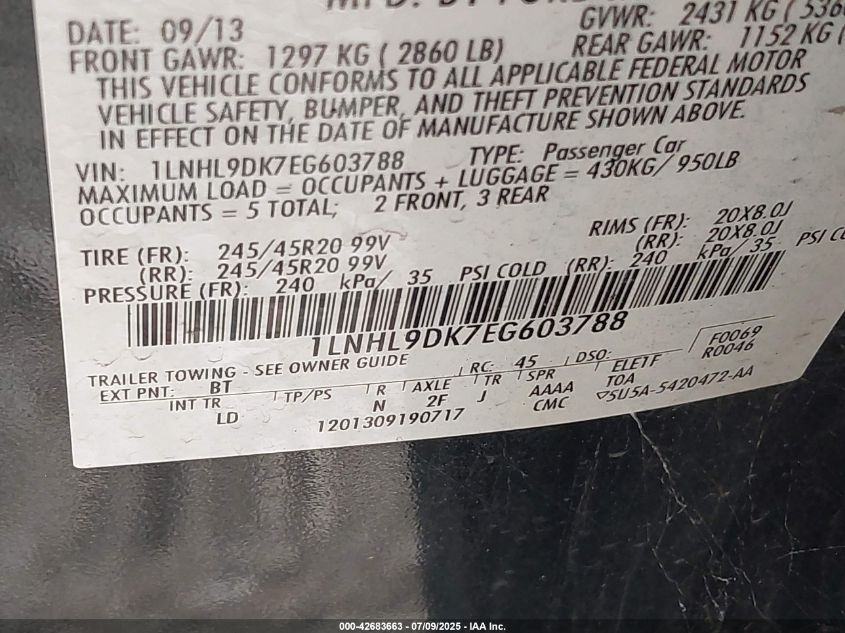 MFD. BY FORD
DATE: 09/13 GVWR: 2431 KG ( 536
FRONT GAWR: 1297 KG ( 2860 LB) REAR GAWR: 1152 KG (
THIS VEHICLE CONFORMS TO ALL APPLICABLE FEDERAL MOTOR
VEHICLE SAFETY, BUMPER, AND THEFT PREVENTION STANDARDS
IN EFFECT ON THE DATE OF MANUFACTURE SHOWN ABOVE.
VIN: 1LNHL9DK7EG603788 TYPE: Passenger Car
MAXIMUM LOAD = OCCUPANTS + LUGGAGE = 430KG/ 950LB
OCCUPANTS = 5 TOTAL; 2 FRONT, 3 REAR
TIRE (FR): 245/45R20 99V RIMS (FR): 20X8.0J
(RR): 245/45R20 99V (RR): 20X8.0J
PRESSURE (FR): 240 kPa/ 35 PSI COLD (RR): 240 kPa/ 35 PSI
1LNHL9DK7EG603788
TRAILER TOWING - SEE OWNER GUIDE F0069
EXT PNT: BT RC: 45 DSO: R0046
INT TR TP/PS R AXLE TR SPR ELETF
LD N 2F J AAAA TOA
1201309190717 CMC 5U5A-5420472-AA
000-42683663 - 07/09/2025 - IAA Inc.